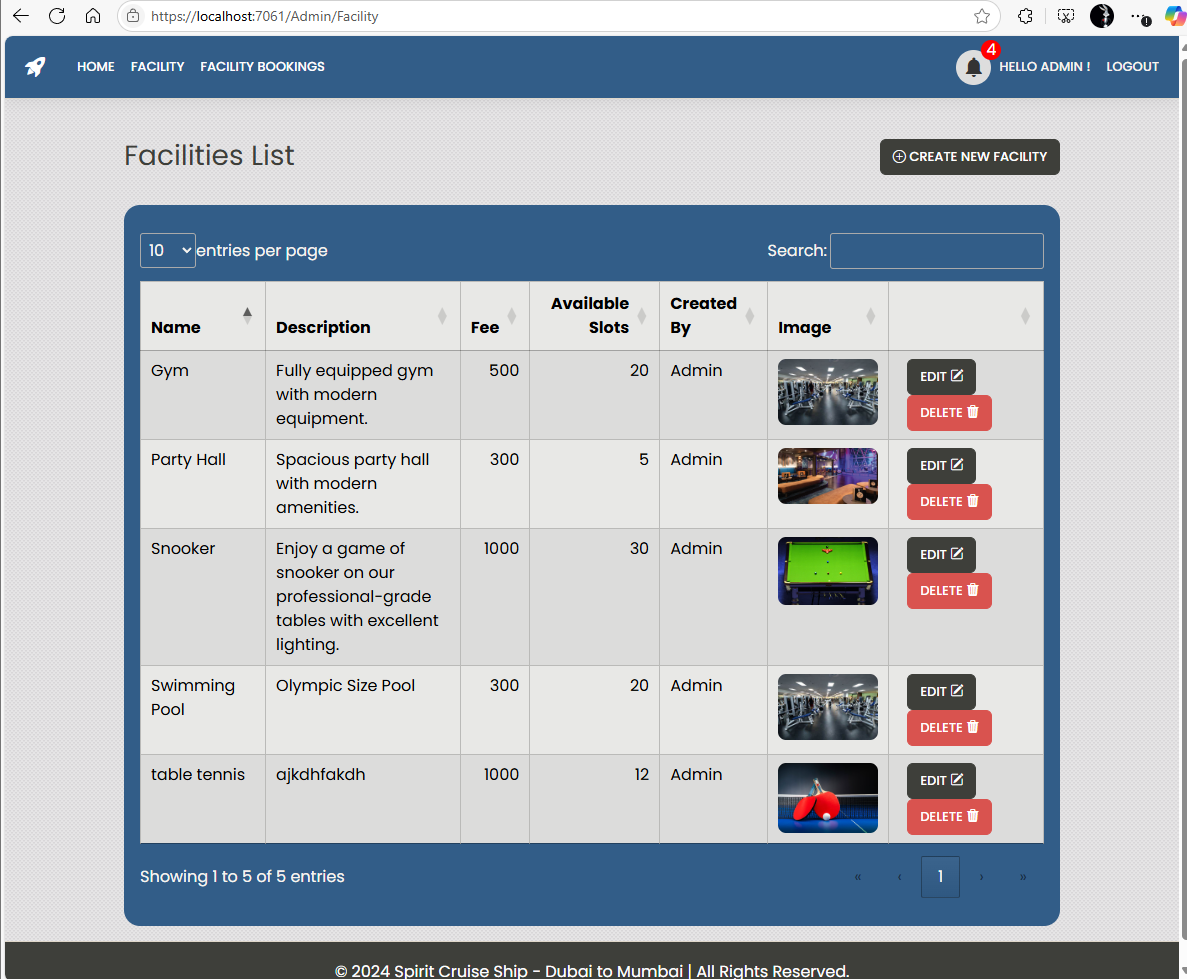 https://localhost:7061/Admin/Facility
HOME FACILITY FACILITY BOOKINGS 4 HELLO ADMIN ! LOGOUT
Facilities List
CREATE NEW FACILITY
10 entries per page Search:
Name Description Fee Available Slots Created By Image
Gym Fully equipped gym with modern equipment. 500 20 Admin EDIT DELETE
Party Hall Spacious party hall with modern amenities. 300 5 Admin EDIT DELETE
Snooker Enjoy a game of snooker on our professional-grade tables with excellent lighting. 1000 30 Admin EDIT DELETE
Swimming Pool Olympic Size Pool 300 20 Admin EDIT DELETE
table tennis ajkdhfakdh 1000 12 Admin EDIT DELETE
Showing 1 to 5 of 5 entries « ‹ 1 › »
© 2024 Spirit Cruise Ship - Dubai to Mumbai | All Rights Reserved.